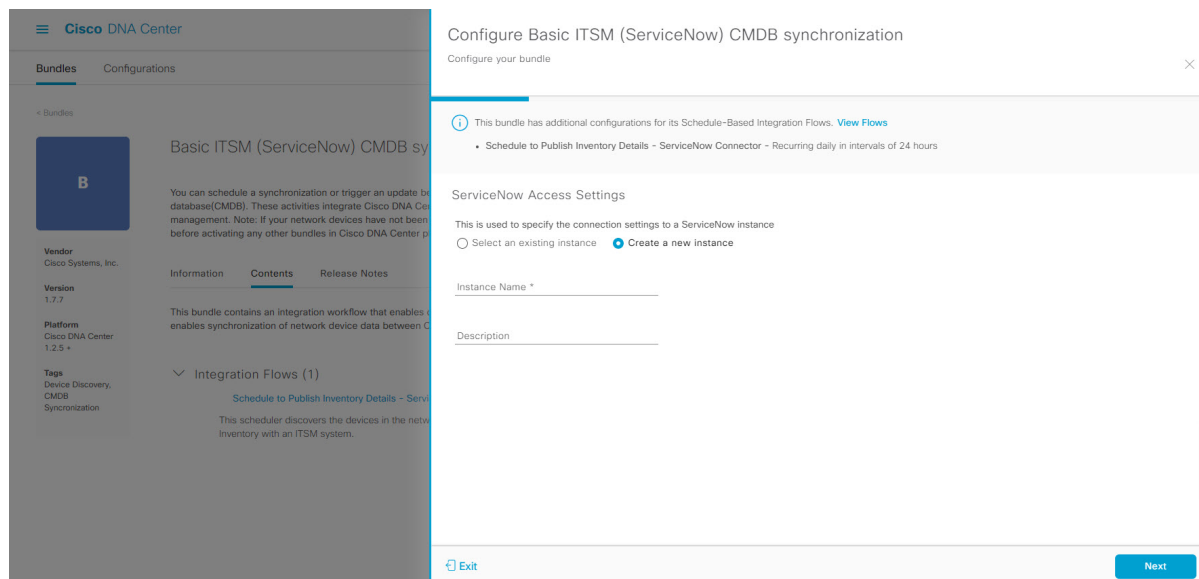 Cisco DNA Center
Bundles Configurations
< Bundles
B
Vendor
Cisco Systems, Inc.
Version
1.7.7
Platform
Cisco DNA Center
1.2.5 +
Tags
Device Discovery,
CMDB
Syncronization
Basic ITSM (ServiceNow) CMDB sy
You can schedule a synchronization or trigger an update be
database(CMDB). These activities integrate Cisco DNA Cen
management. Note: If your network devices have not been
before activating any other bundles in Cisco DNA Center pl
Information Contents Release Notes
This bundle contains an integration workflow that enables
enables synchronization of network device data between C
Integration Flows (1)
Schedule to Publish Inventory Details - Servi
This scheduler discovers the devices in the netw
Inventory with an ITSM system.
Configure Basic ITSM (ServiceNow) CMDB synchronization
Configure your bundle
This bundle has additional configurations for its Schedule-Based Integration Flows. View Flows
• Schedule to Publish Inventory Details - ServiceNow Connector - Recurring daily in intervals of 24 hours
ServiceNow Access Settings
This is used to specify the connection settings to a ServiceNow instance
Select an existing instance Create a new instance
Instance Name *
Description
Exit
Next